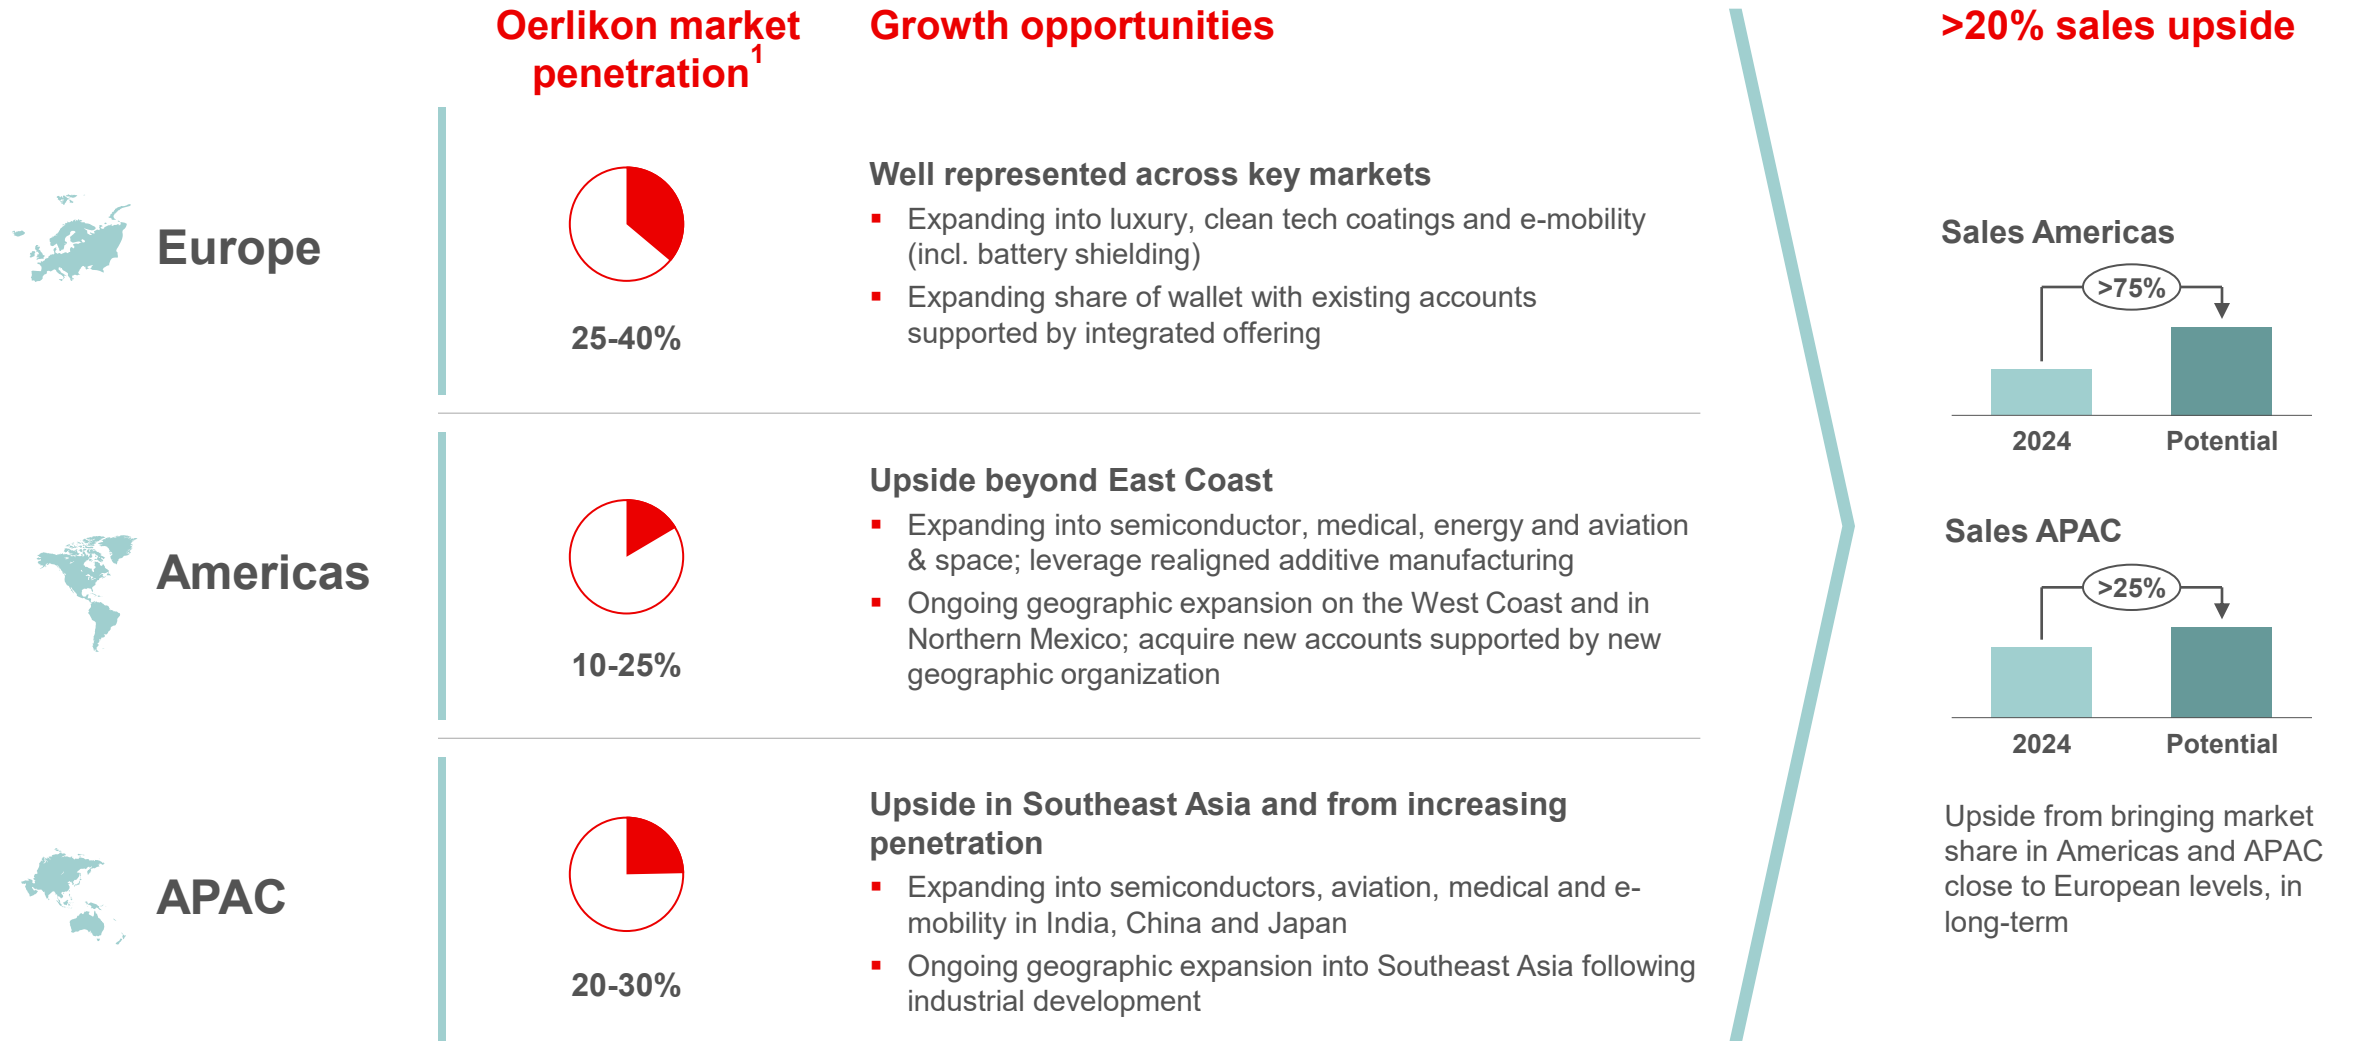 Oerlikon market
penetration1
Growth opportunities
>20% sales upside
Europe
25-40%
Well represented across key markets
▪ Expanding into luxury, clean tech coatings and e-mobility
(incl. battery shielding)
▪ Expanding share of wallet with existing accounts
supported by integrated offering
Americas
10-25%
Upside beyond East Coast
▪ Expanding into semiconductor, medical, energy and aviation
& space; leverage realigned additive manufacturing
▪ Ongoing geographic expansion on the West Coast and in
Northern Mexico; acquire new accounts supported by new
geographic organization
APAC
20-30%
Upside in Southeast Asia and from increasing
penetration
▪ Expanding into semiconductors, aviation, medical and e-
mobility in India, China and Japan
▪ Ongoing geographic expansion into Southeast Asia following
industrial development
Sales Americas
>75%
2024 Potential
Sales APAC
>25%
2024 Potential
Upside from bringing market
share in Americas and APAC
close to European levels, in
long-term